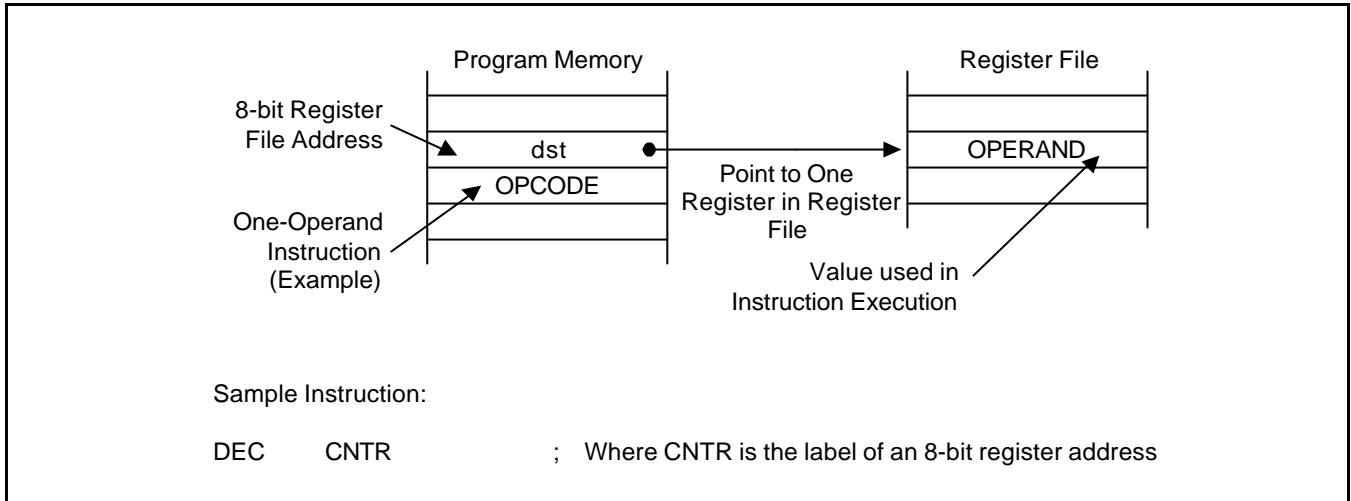 Program Memory
Register File
8-bit Register
File Address
dst
OPERAND
OPCODE
Point to One
Register in Register
File
One-Operand
Instruction
(Example)
Value used in
Instruction Execution
Sample Instruction:
DEC CNTR ; Where CNTR is the label of an 8-bit register address